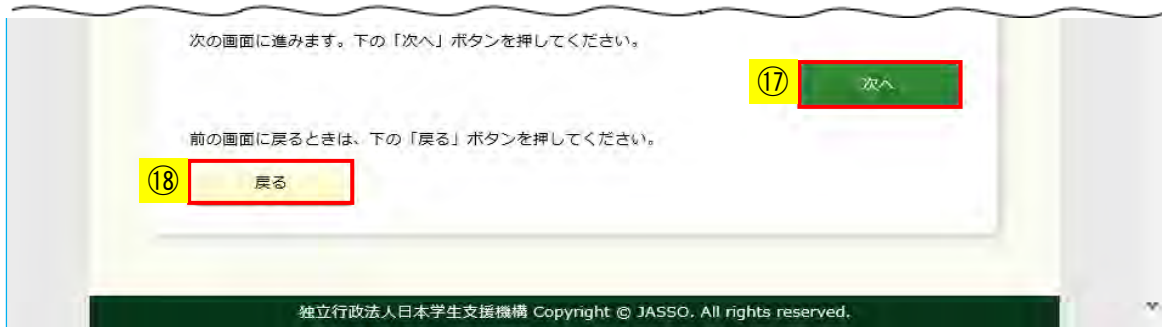 次の画面に進みます。下の「次へ」ボタンを押してください。
⑰ 次へ
前の画面に戻るときは、下の「戻る」ボタンを押してください。
⑱ 戻る
独立行政法人日本学生支援機構 Copyright © JASSO. All rights reserved.